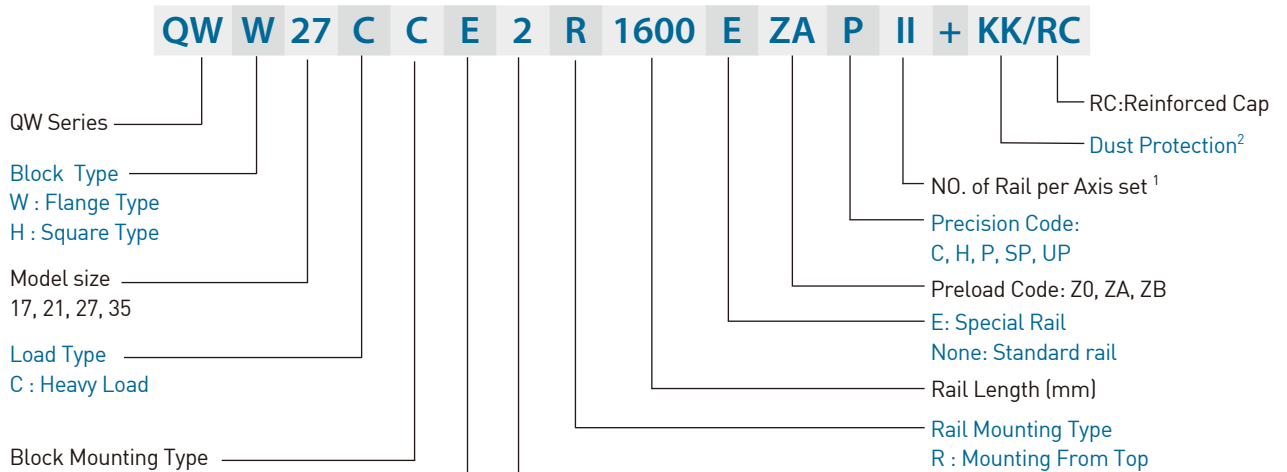 QW W 27 C C E 2 R 1600 E ZA P II + KK/RC
QW Series
Block Type
W : Flange Type
H : Square Type
Model size
17, 21, 27, 35
Load Type
C : Heavy Load
Block Mounting Type
RC:Reinforced Cap
Dust Protection²
NO. of Rail per Axis set ¹
Precision Code:
C, H, P, SP, UP
Preload Code: Z0, ZA, ZB
E: Special Rail
None: Standard rail
Rail Length (mm)
Rail Mounting Type
R : Mounting From Top